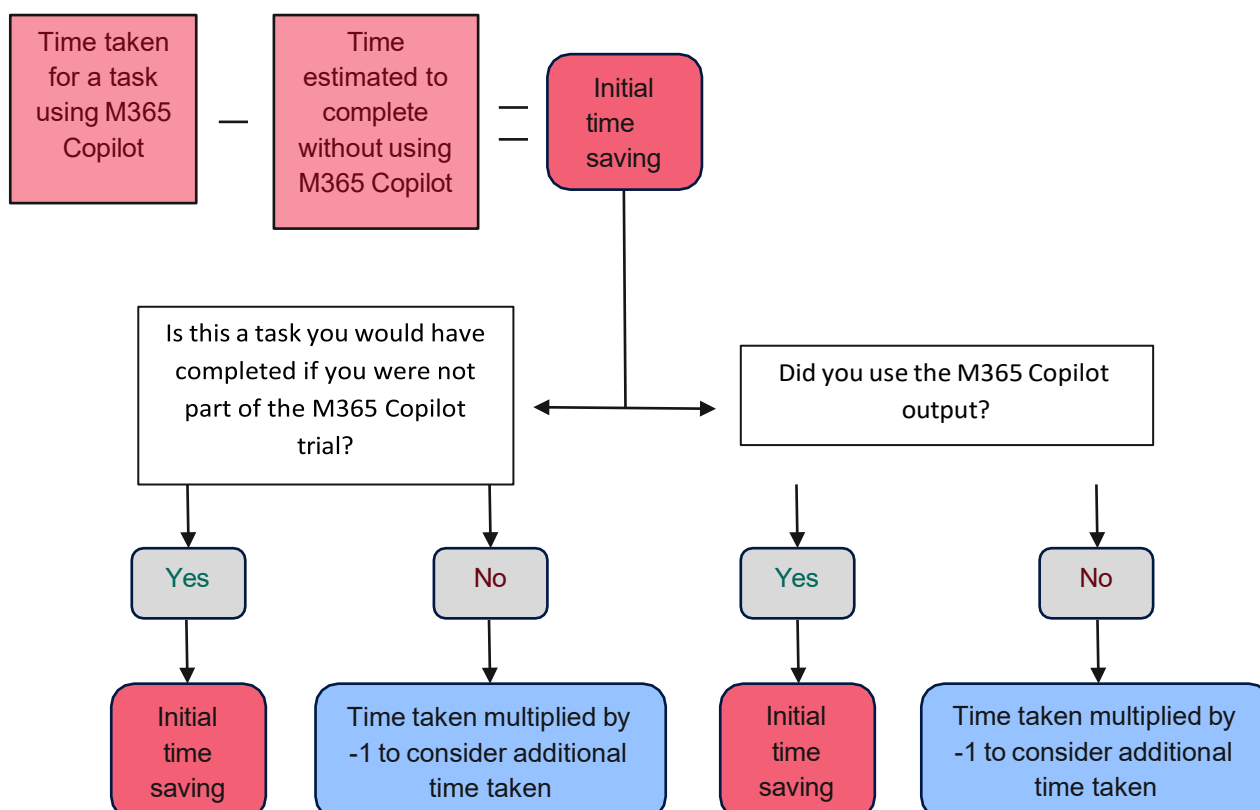 Time taken
for a task
using M365
Copilot
—
Time
estimated to
complete
without using
M365 Copilot
=
Initial
time
saving
Is this a task you would have
completed if you were not
part of the M365 Copilot
trial?
Did you use the M365 Copilot
output?
Yes
No
Yes
No
Initial
time
saving
Time taken multiplied by
-1 to consider additional
time taken
Initial
time
saving
Time taken multiplied by
-1 to consider additional
time taken